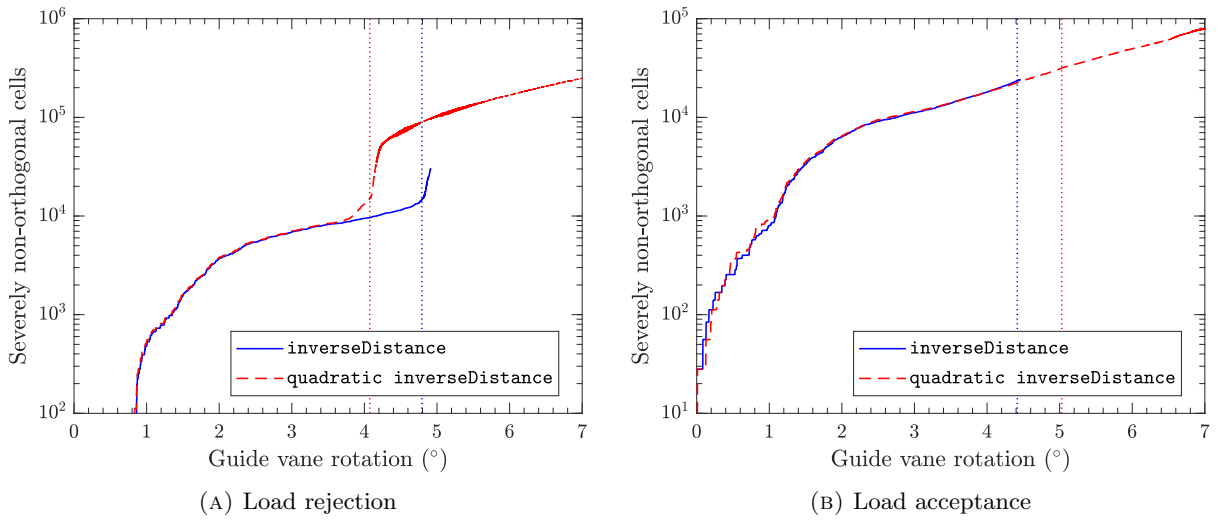 10^6
10^5
10^4
10^3
10^2
Severely non-orthogonal cells
0 1 2 3 4 5 6 7
Guide vane rotation (°)
inverseDistance
quadratic inverseDistance
(A) Load rejection
10^5
10^4
10^3
10^2
10^1
Severely non-orthogonal cells
0 1 2 3 4 5 6 7
Guide vane rotation (°)
inverseDistance
quadratic inverseDistance
(B) Load acceptance